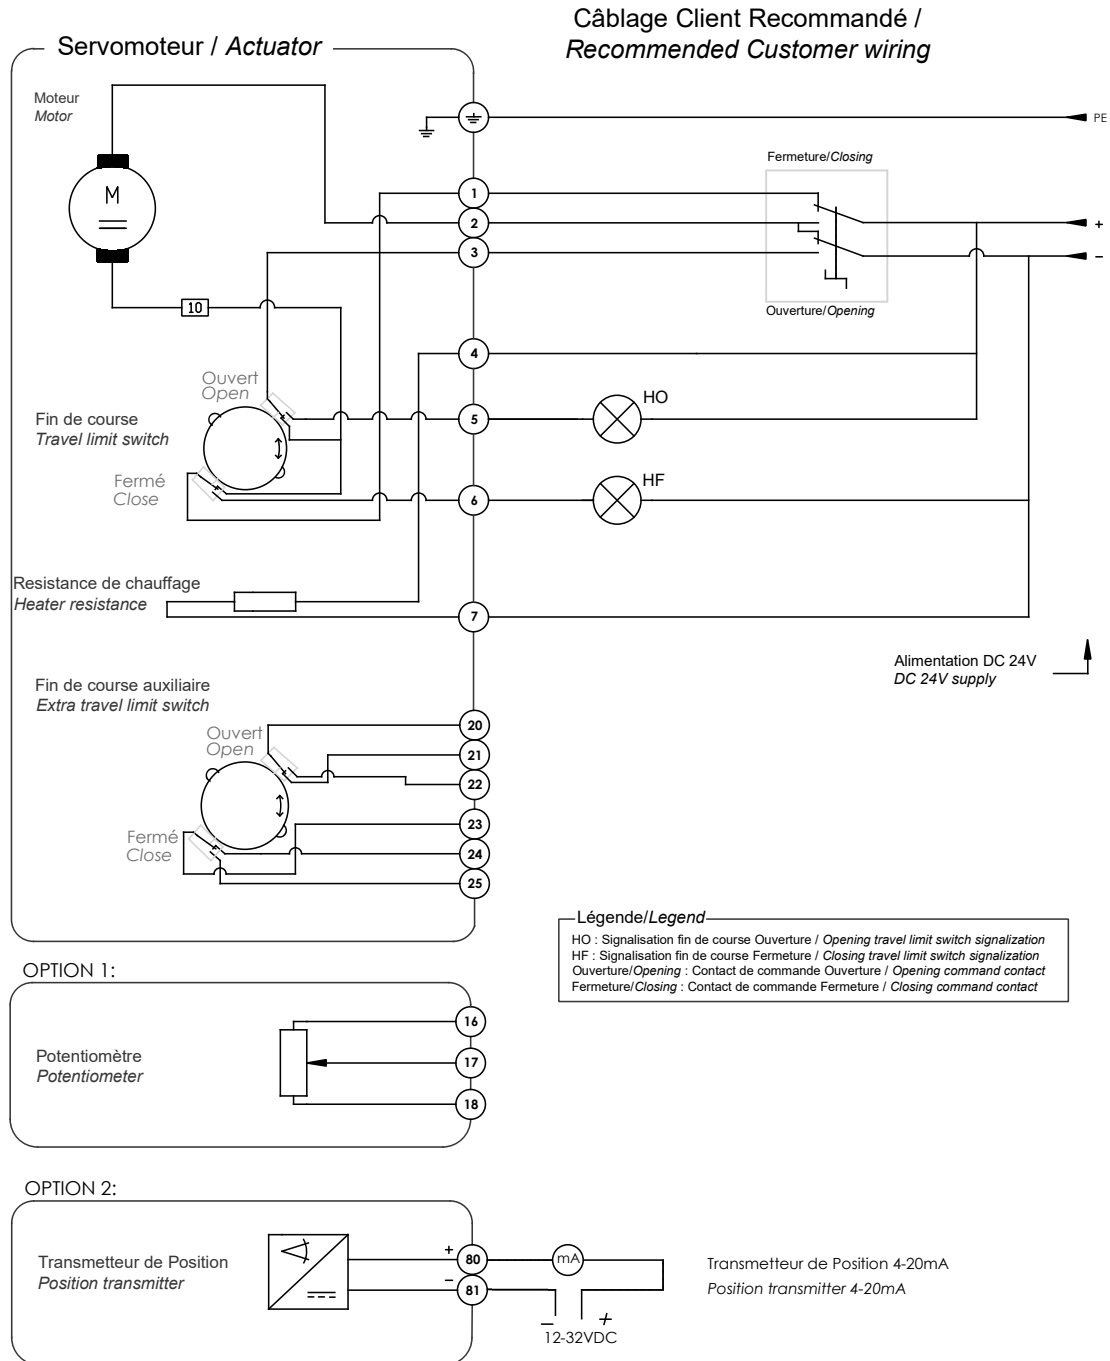 Câblage Client Recommandé /
Recommended Customer wiring
Servomoteur / Actuator
Moteur
Motor
PE
Fermeture/Closing
M
1
2
3
+
-
10
Ouverture/Opening
4
Ouvert
Open
HO
5
Fin de course
Travel limit switch
Fermé
Close
HF
6
Resistance de chauffage
Heater resistance
7
Alimentation DC 24V
DC 24V supply
Fin de course auxiliaire
Extra travel limit switch
Ouvert
Open
20
21
22
Fermé
Close
23
24
25
Légende/Legend
HO : Signalisation fin de course Ouverture / Opening travel limit switch signalization
HF : Signalisation fin de course Fermeture / Closing travel limit switch signalization
Ouverture/Opening : Contact de commande Ouverture / Opening command contact
Fermeture/Closing : Contact de commande Fermeture / Closing command contact
OPTION 1:
Potentiomètre
Potentiometer
16
17
18
OPTION 2:
Transmetteur de Position
Position transmitter
+
80
mA
-
81
Transmetteur de Position 4-20mA
Position transmitter 4-20mA
- +
12-32VDC